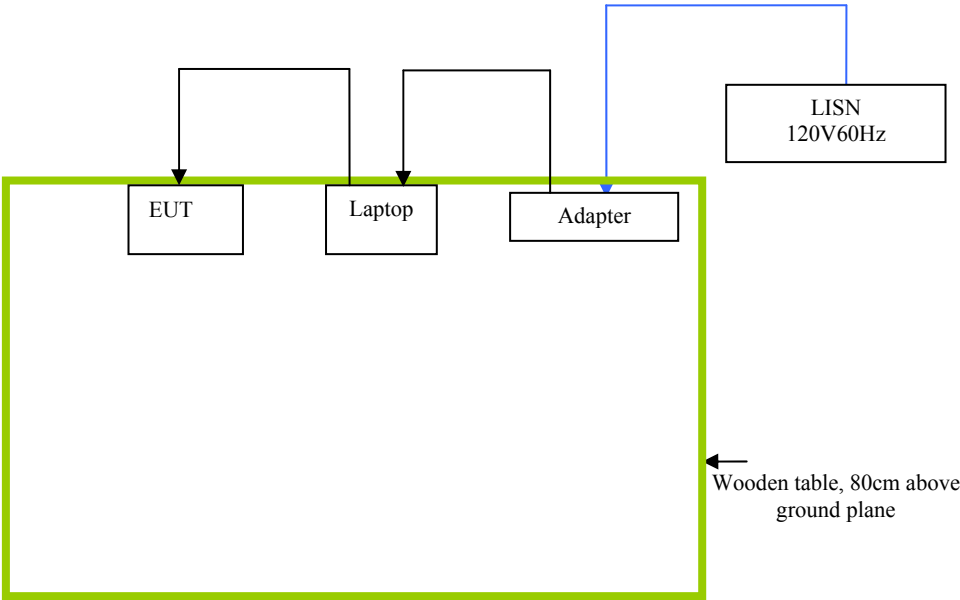 LISN
120V60Hz
EUT
Laptop
Adapter
Wooden table, 80cm above
ground plane